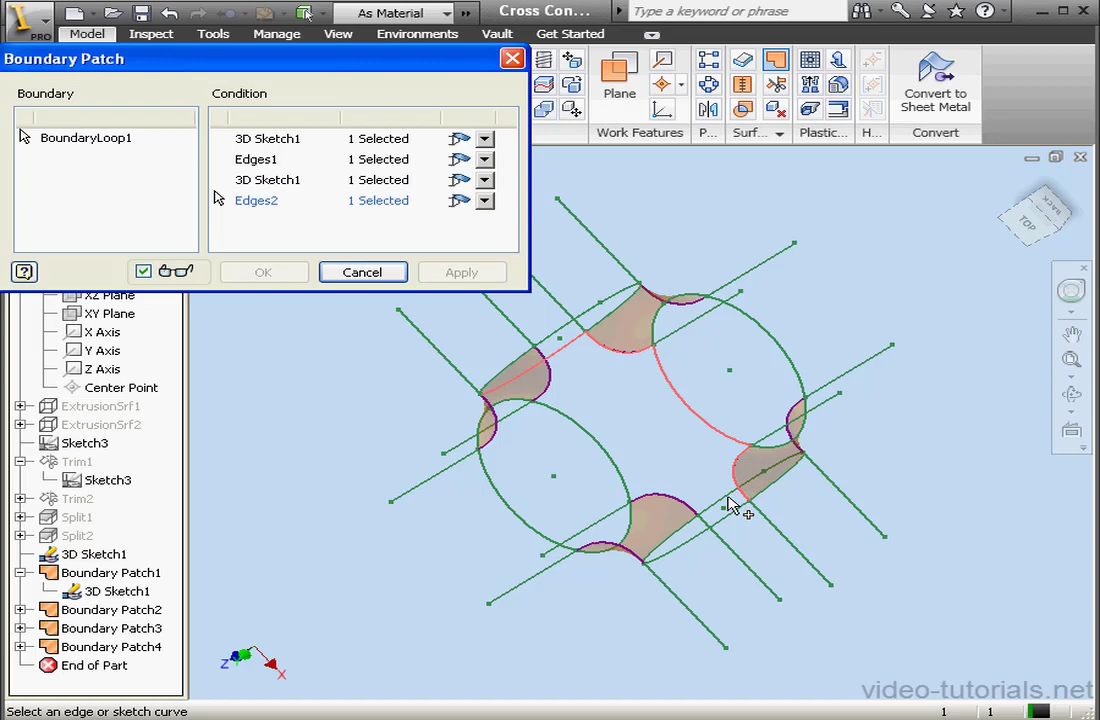 PRO
As Material
Cross Con...
Type a keyword or phrase
Model
Inspect
Tools
Manage
View
Environments
Vault
Get Started
Boundary Patch
Boundary
Condition
BoundaryLoop1
3D Sketch1 1 Selected
Edges1 1 Selected
3D Sketch1 1 Selected
Edges2 1 Selected
OK
Cancel
Apply
Plane
Convert to
Sheet Metal
Work Features
P...
Surf...
Plastic...
H...
Convert
TOP
BACK
XZ Plane
XY Plane
X Axis
Y Axis
Z Axis
Center Point
ExtrusionSrf1
ExtrusionSrf2
Sketch3
Trim1
Sketch3
Trim2
Split1
Split2
3D Sketch1
Boundary Patch1
3D Sketch1
Boundary Patch2
Boundary Patch3
Boundary Patch4
End of Part
Z
X
video-tutorials.net
Select an edge or sketch curve
1
1